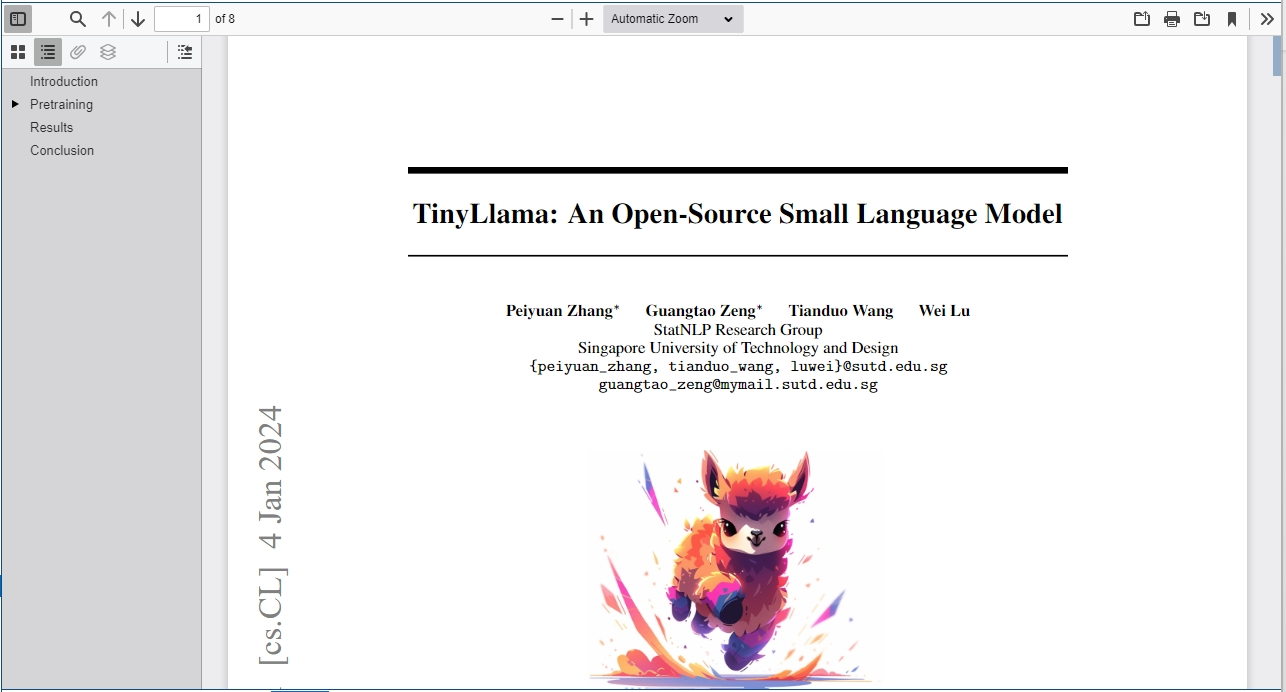 1 of 8
Automatic Zoom
Introduction
Pretraining
Results
Conclusion
TinyLlama: An Open-Source Small Language Model
Peiyuan Zhang* Guangtao Zeng* Tianduo Wang Wei Lu
StatNLP Research Group
Singapore University of Technology and Design
{peiyuan_zhang, tianduo_wang, luwei}@sutd.edu.sg
guangtao_zeng@mymail.sutd.edu.sg
[cs.CL] 4 Jan 2024